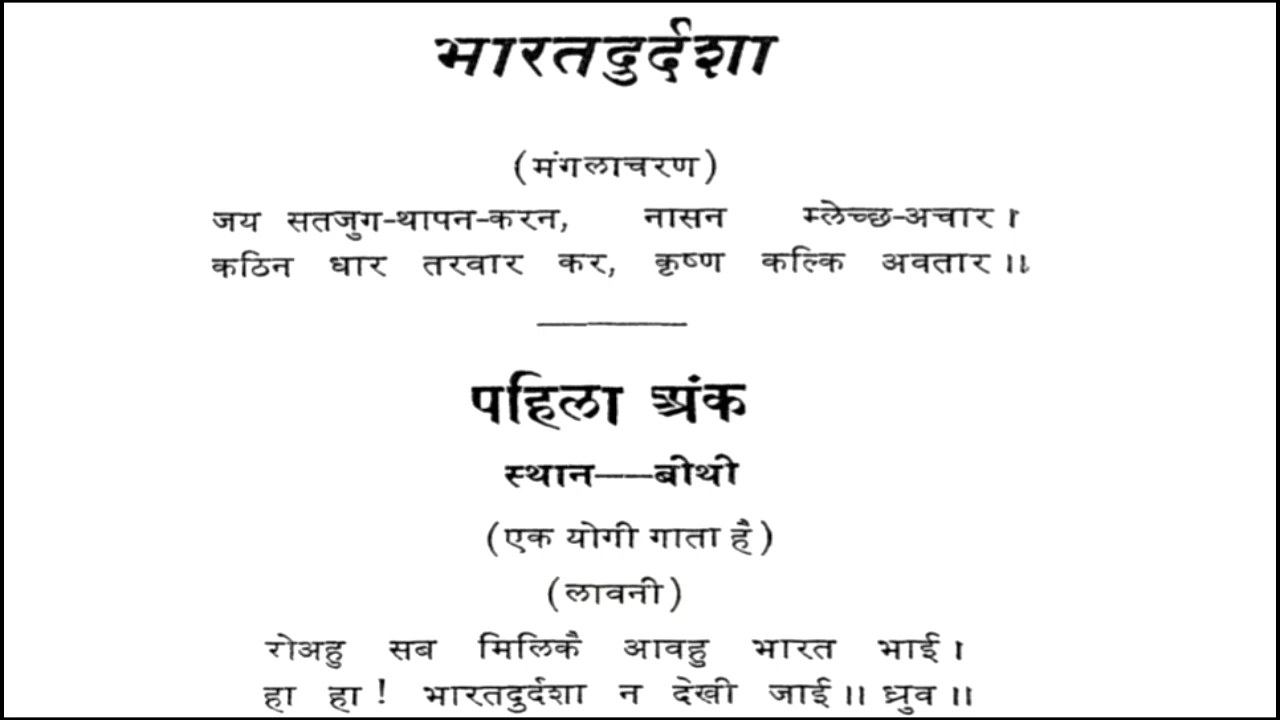 भारतदुर्दशा
(मंगलाचरण)
जय सतजुग-थापन-करन, नासन म्लेच्छ-अचार।
कठिन धार तरवार कर, कृष्ण कल्कि अवतार॥
पहिला अंक
स्थान—बीथी
(एक योगी गाता है)
(लावनी)
रोअहु सब मिलिकै आवहु भारत भाई।
हा हा! भारतदुर्दशा न देखी जाई॥ ध्रुव॥